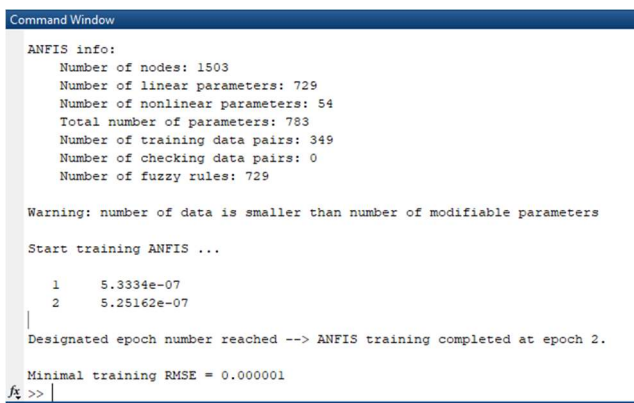 Command Window
ANFIS info:
Number of nodes: 1503
Number of linear parameters: 729
Number of nonlinear parameters: 54
Total number of parameters: 783
Number of training data pairs: 349
Number of checking data pairs: 0
Number of fuzzy rules: 729
Warning: number of data is smaller than number of modifiable parameters
Start training ANFIS ...
1 5.3334e-07
2 5.25162e-07
Designated epoch number reached --> ANFIS training completed at epoch 2.
Minimal training RMSE = 0.000001
fx >>